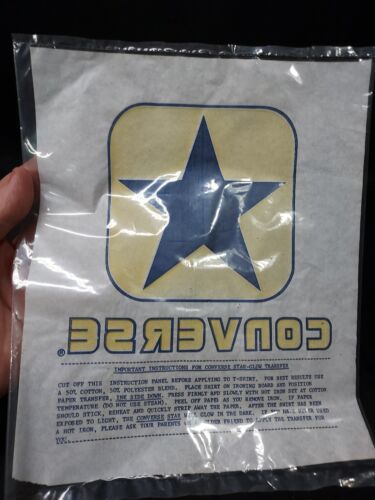 CONVERSE®
IMPORTANT INSTRUCTIONS FOR CONVERSE STAR-GLOW TRANSFER
CUT OFF THIS INSTRUCTION PANEL BEFORE APPLYING TO T-SHIRT. FOR BEST RESULTS USE
A 50% COTTON, 50% POLYESTER BLEND. PLACE SHIRT ON IRONING BOARD AND POSITION
PAPER TRANSFER, INK SIDE DOWN. PRESS FIRMLY AND SLOWLY WITH HOT IRON SET AT COTTON
TEMPERATURE (DO NOT USE STEAM). PEEL OFF PAPER AS YOU REMOVE IRON. IF PAPER
SHOULD STICK, REHEAT AND QUICKLY STRIP AWAY THE PAPER. AFTER THE SHIRT HAS BEEN
EXPOSED TO LIGHT, THE CONVERSE STAR WILL GLOW IN THE DARK. IF YOU HAVE NEVER USED
A HOT IRON, PLEASE ASK YOUR PARENTS OR OLDER FRIEND TO APPLY THE TRANSFER FOR
YOU.